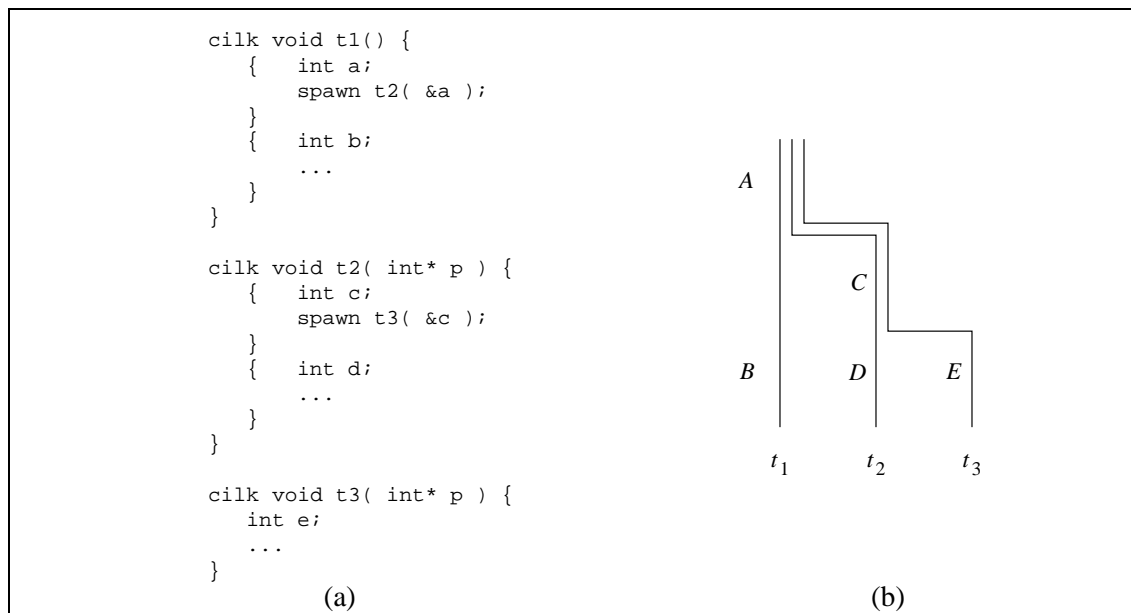 cilk void t1() {
{ int a;
spawn t2( &a );
}
{ int b;
...
}
}
cilk void t2( int* p ) {
{ int c;
spawn t3( &c );
}
{ int d;
...
}
}
cilk void t3( int* p ) {
int e;
...
}
(a)
A
C
B
D
E
t1
t2
t3
(b)